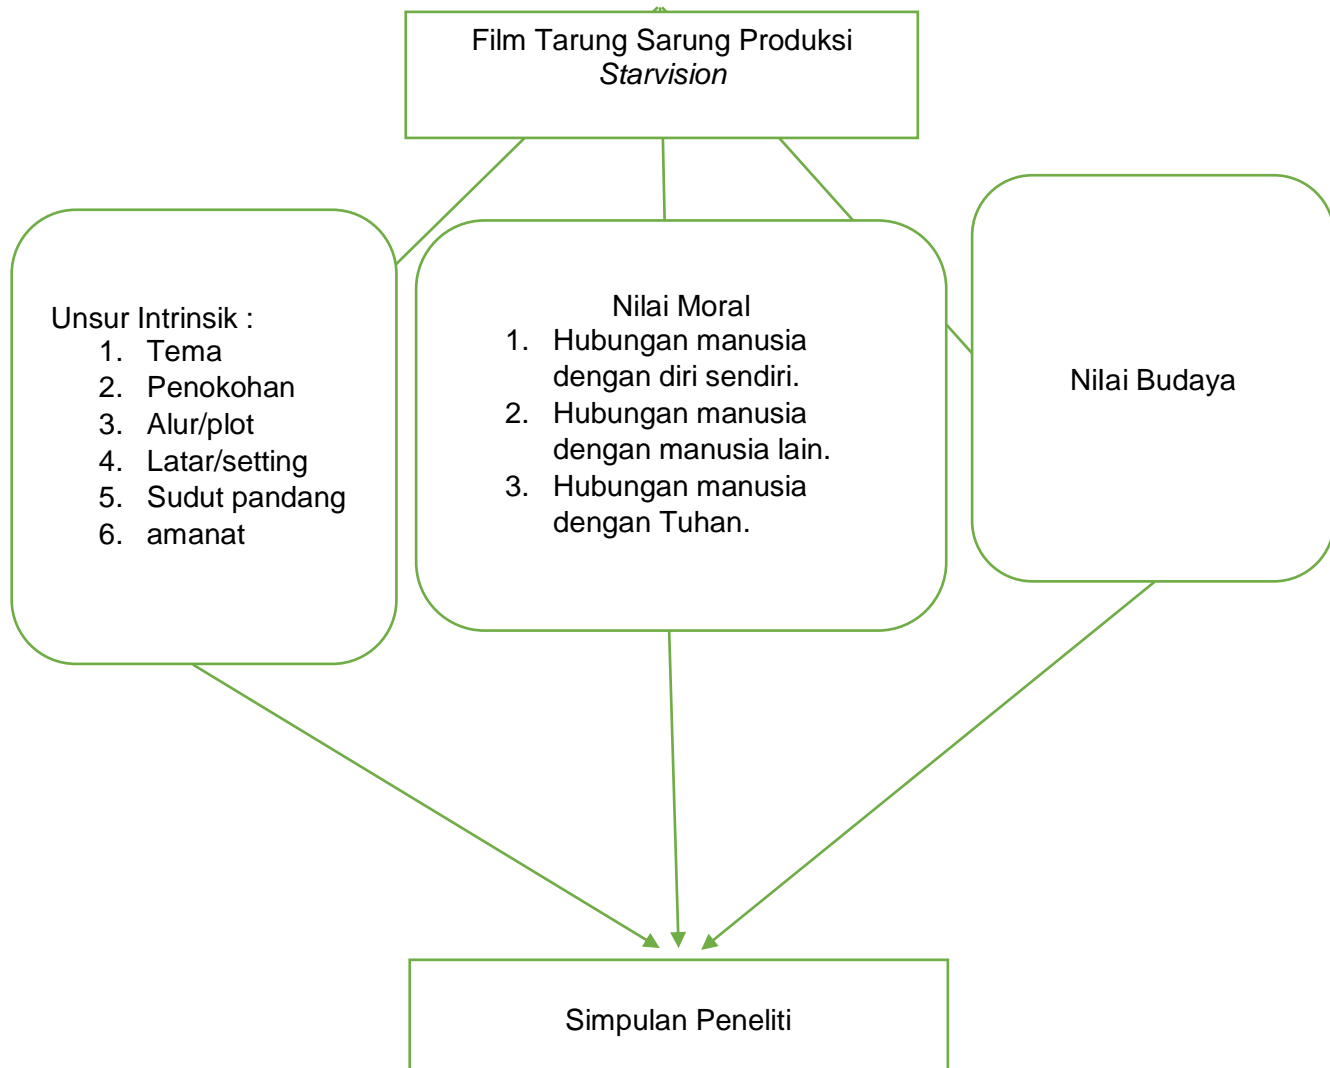 Film Tarung Sarung Produksi
Starvision
Unsur Intrinsik :
1. Tema
2. Penokohan
3. Alur/plot
4. Latar/setting
5. Sudut pandang
6. amanat
Nilai Moral
1. Hubungan manusia
dengan diri sendiri.
2. Hubungan manusia
dengan manusia lain.
3. Hubungan manusia
dengan Tuhan.
Nilai Budaya
Simpulan Peneliti